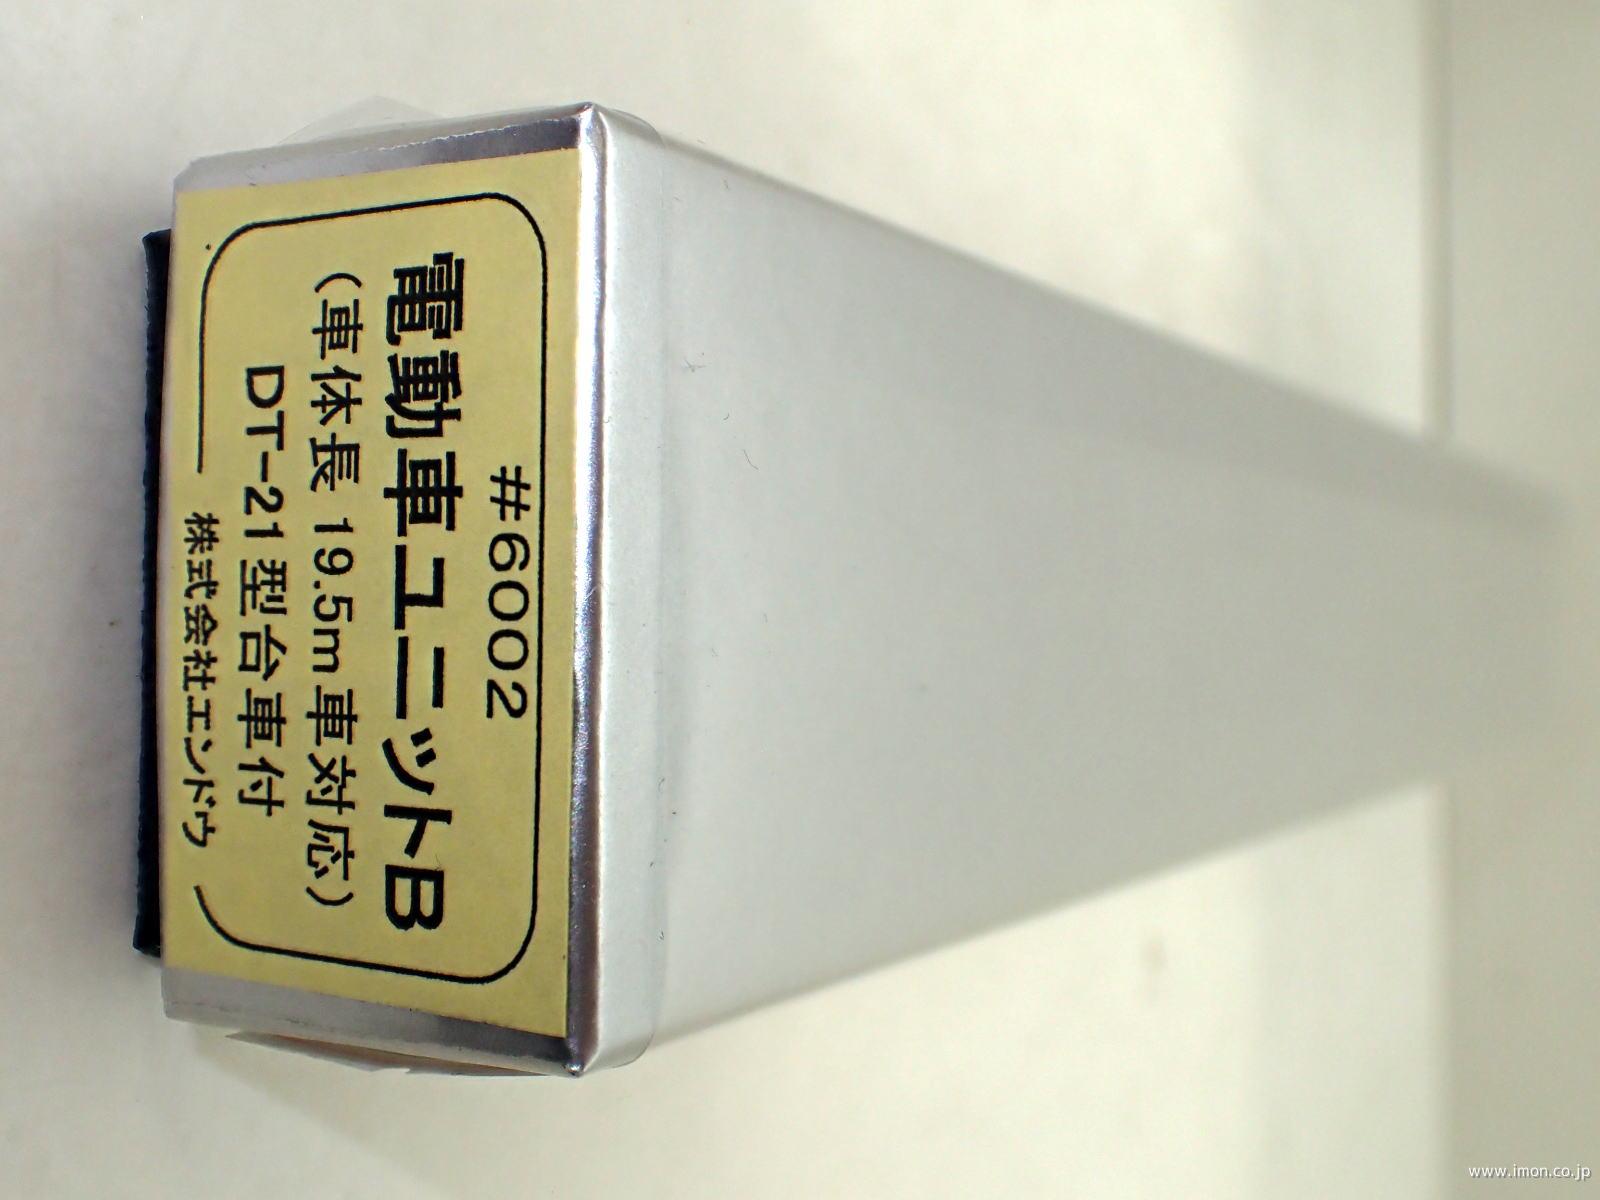 #6002
電動車ユニットB
(車体長 19.5m車対応)
DT-21型台車付
株式会社エンドウ
www.imon.co.jp